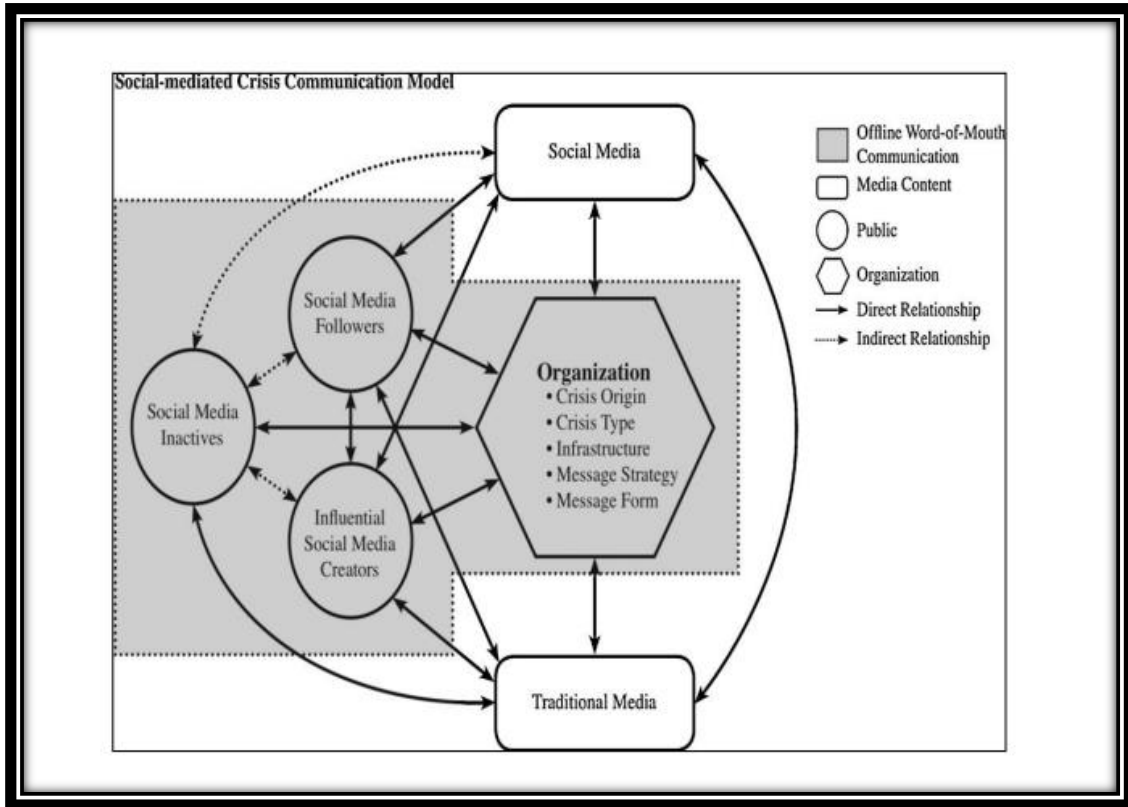 Social-mediated Crisis Communication Model
Social Media
Offline Word-of-Mouth
Communication
Media Content
Public
Organization
Direct Relationship
Indirect Relationship
Social Media
Followers
Organization
• Crisis Origin
• Crisis Type
• Infrastructure
• Message Strategy
• Message Form
Social Media
Inactives
Influential
Social Media
Creators
Traditional Media